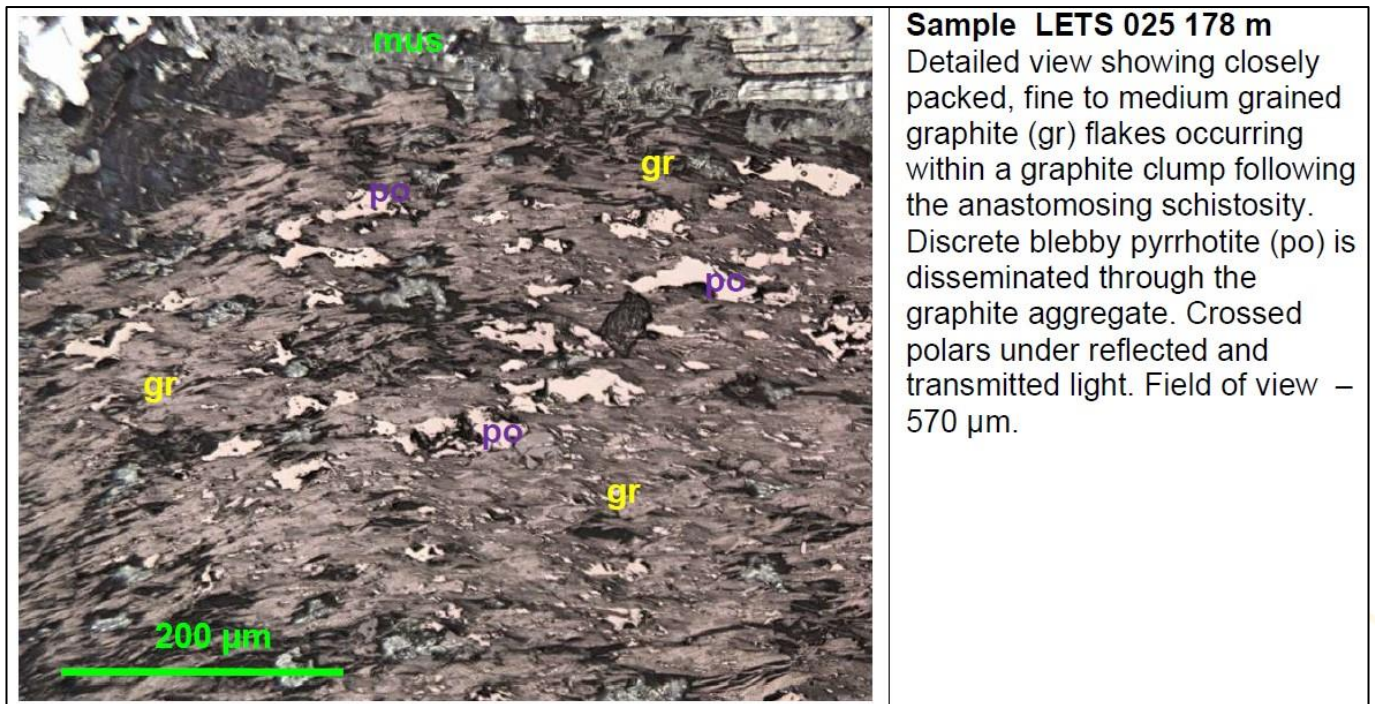 mus
gr
po
po
gr
po
gr
200 µm
Sample LETS 025 178 m
Detailed view showing closely
packed, fine to medium grained
graphite (gr) flakes occurring
within a graphite clump following
the anastomosing schistosity.
Discrete blebby pyrrhotite (po) is
disseminated through the
graphite aggregate. Crossed
polars under reflected and
transmitted light. Field of view –
570 µm.